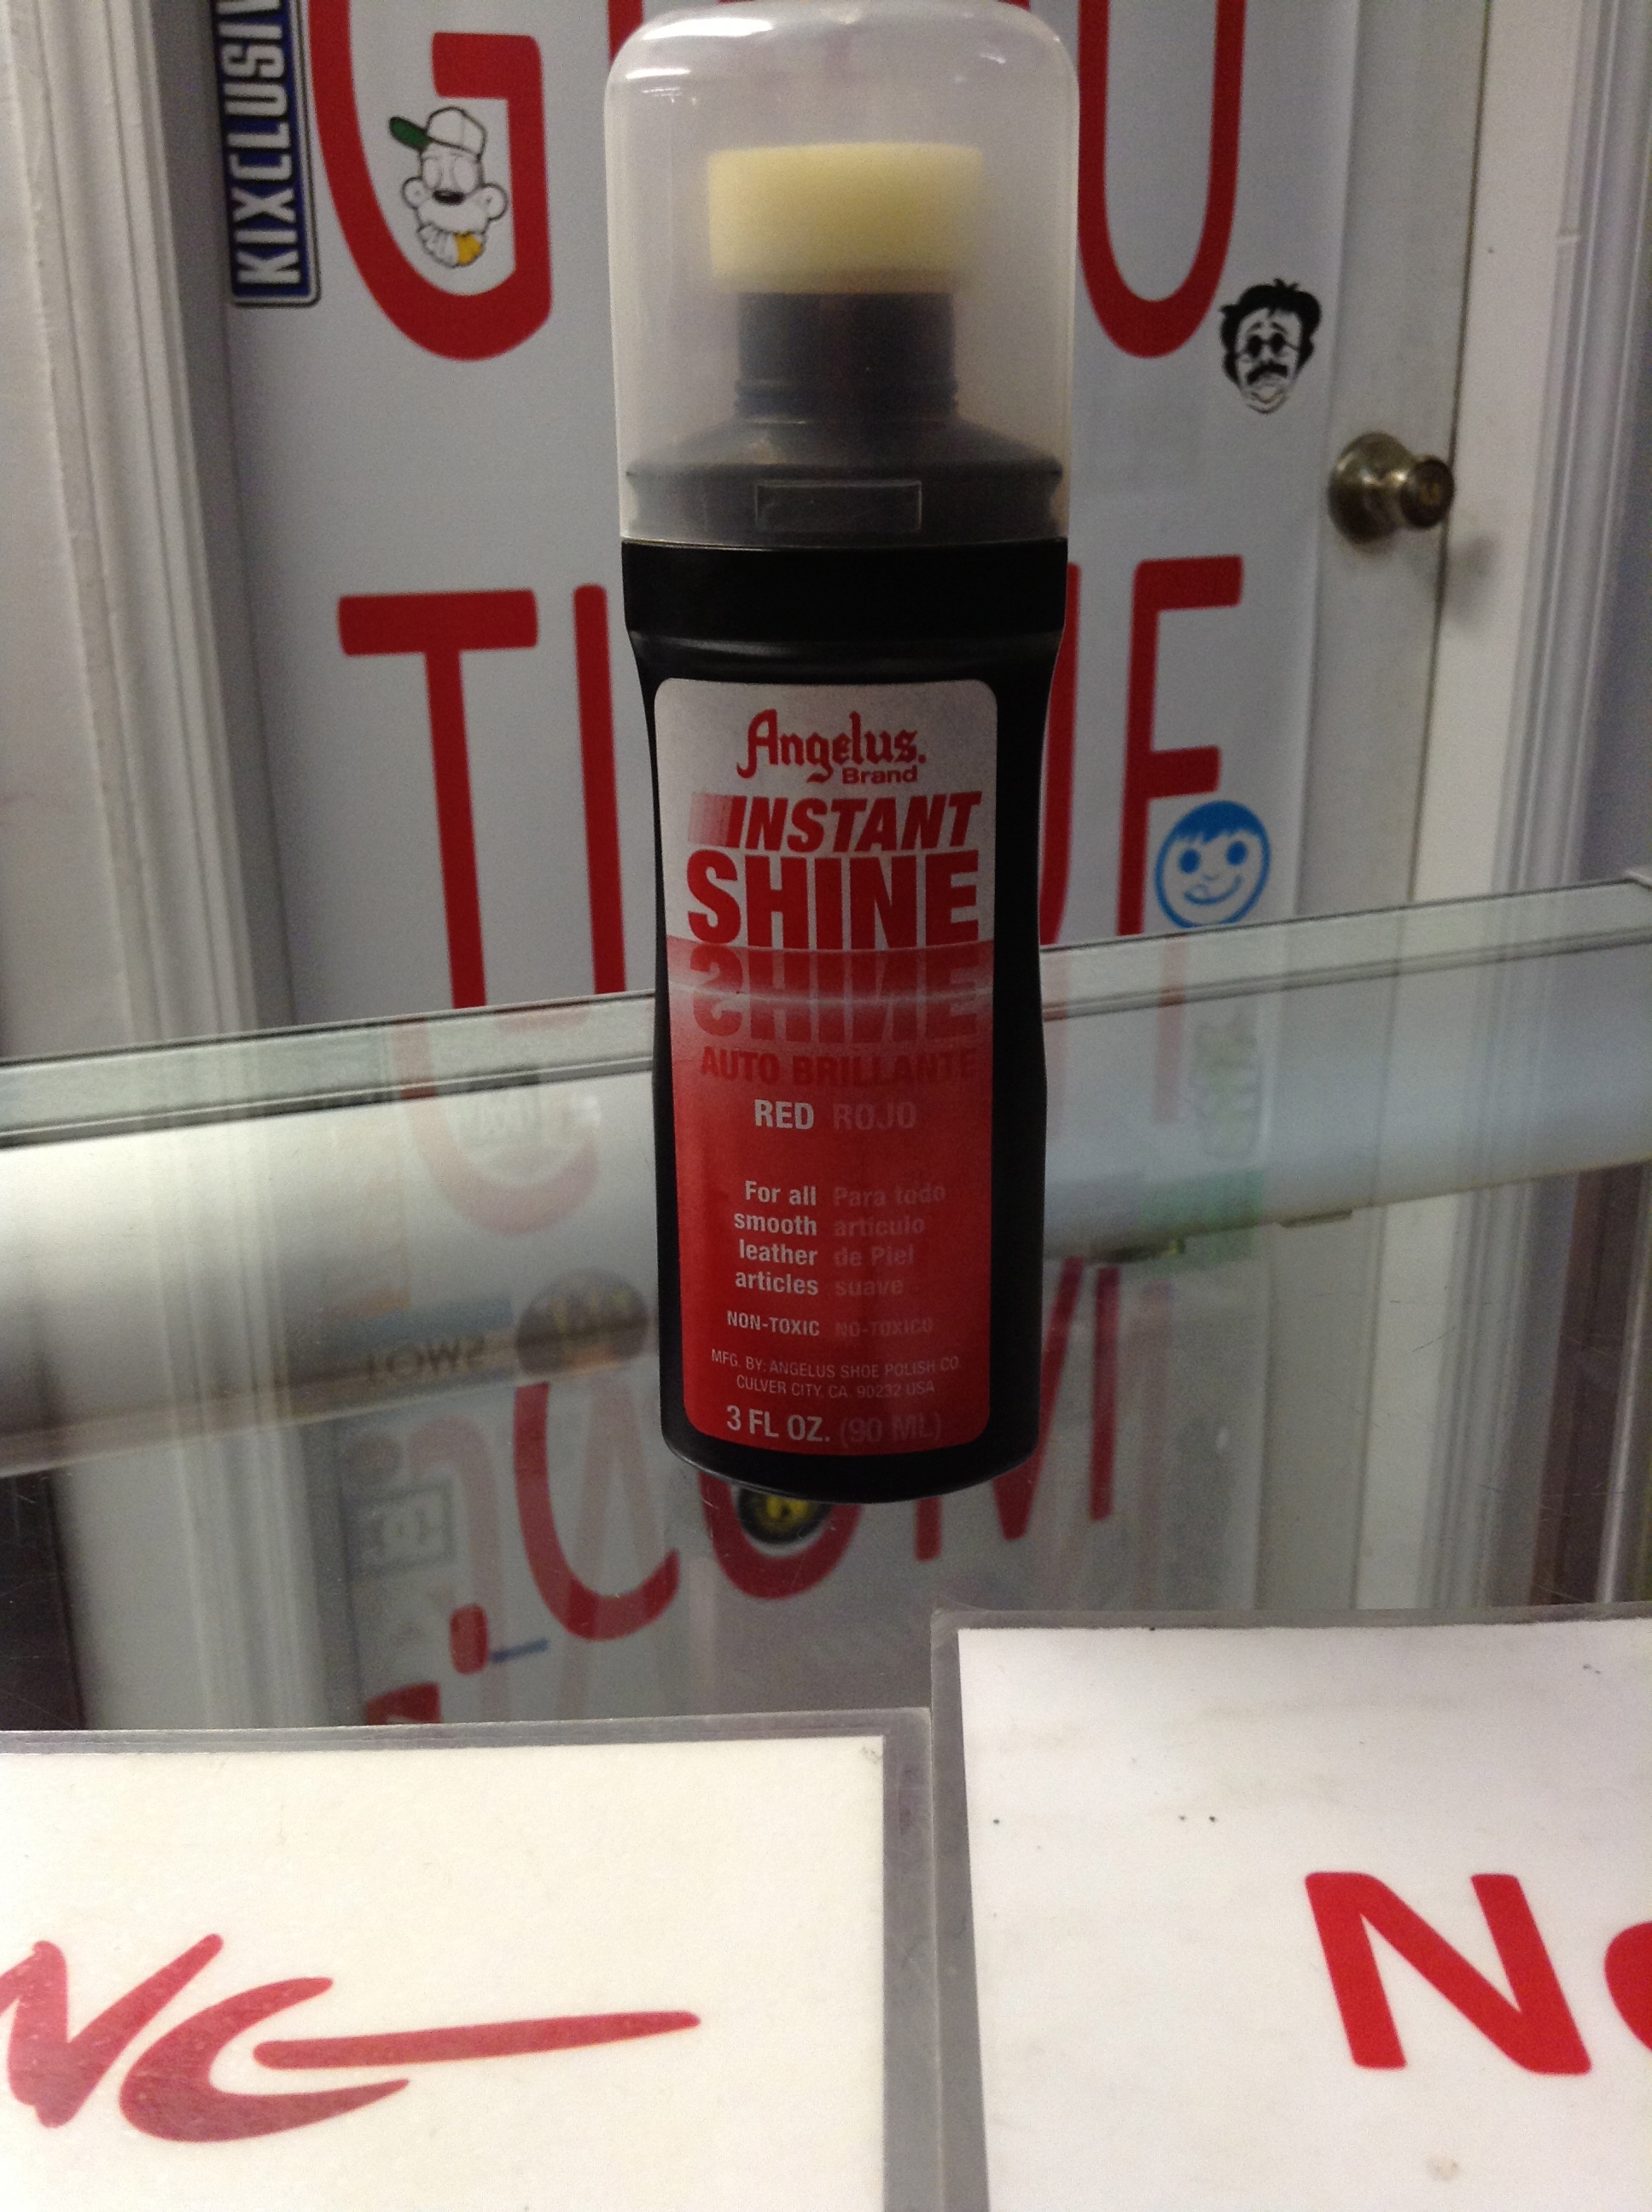 KIXCLUSIV
Angelus.
Brand
INSTANT
SHINE
SHINE
AUTO BRILLANTE
RED ROJO
For all Para todo
smooth articulo
leather de Piel
articles suave
NON-TOXIC NO-TOXICO
MFG. BY: ANGELUS SHOE POLISH CO.
CULVER CITY, CA. 90232 USA
3 FL OZ. (90 ML)
.COM